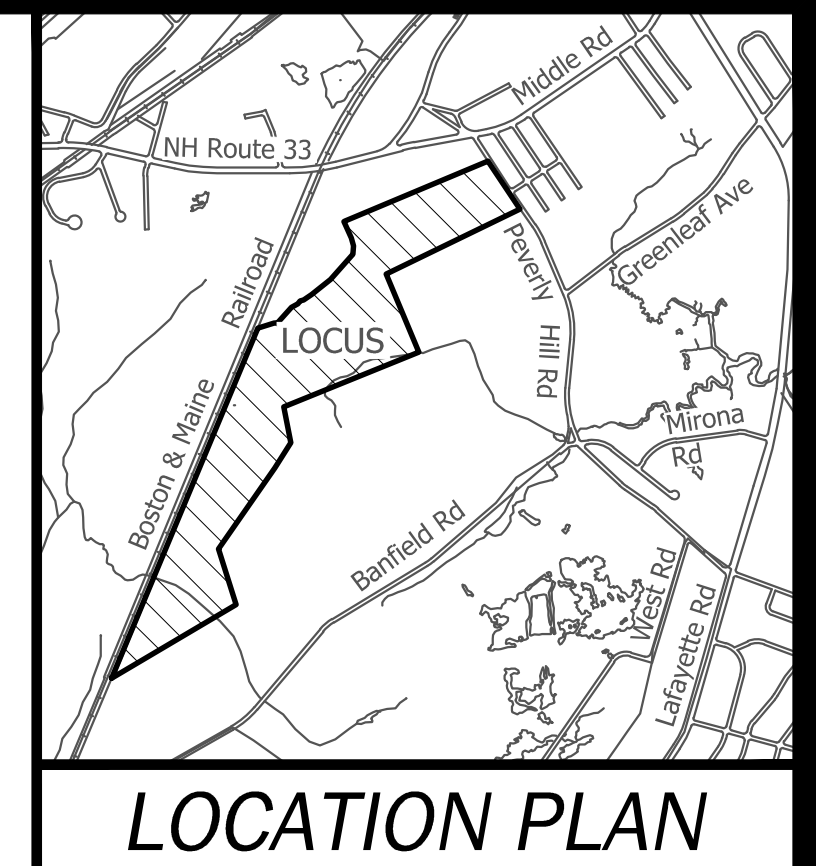 Middle Rd
NH Route 33
Greenleaf Ave
Peverly
Hill Rd
Railroad
LOCUS
Boston & Maine
Mirona
Rd
Banfield Rd
West Rd
Lafayette Rd
LOCATION PLAN